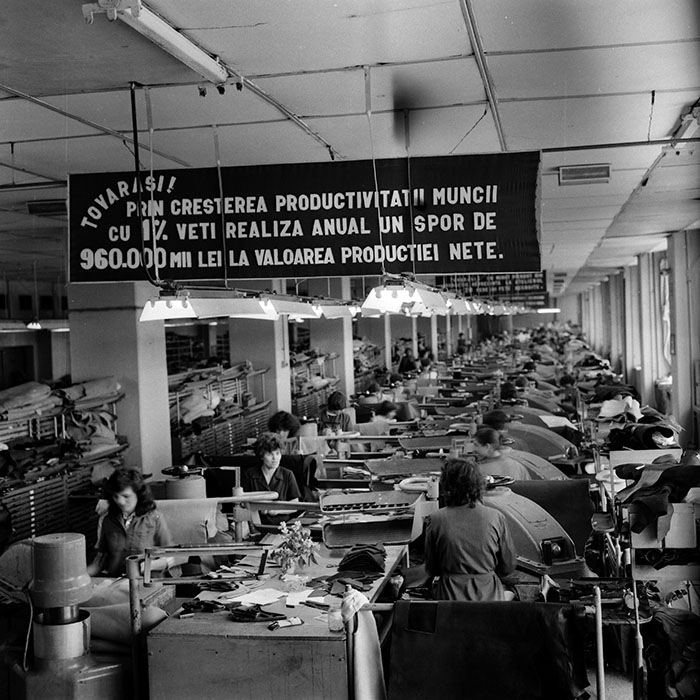 TOVARASI!
PRIN CRESTEREA PRODUCTIVITATII MUNCII
CU 1% VETI REALIZA ANUAL UN SPOR DE
960.000 MII LEI LA VALOAREA PRODUCTIEI NETE.